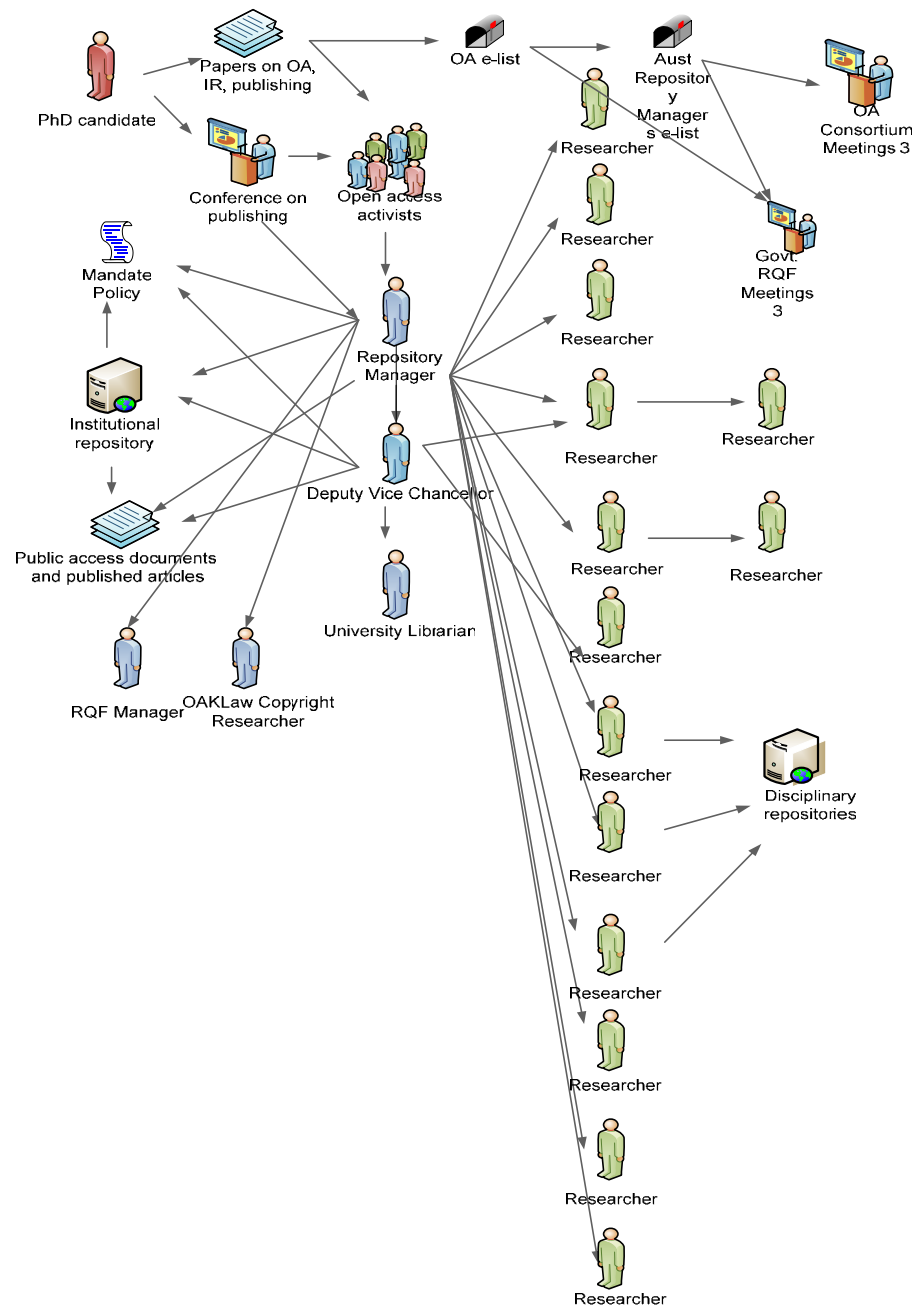 PhD candidate
Papers on OA,
IR, publishing
OA e-list
Aust
Repositor
y
Manager
s e-list
OA
Consortium
Meetings 3
Conference on
publishing
Open access
activists
Researcher
Researcher
Govt.
RQF
Meetings
3
Mandate
Policy
Researcher
Repository
Manager
Institutional
repository
Researcher
Researcher
Deputy Vice Chancellor
Public access documents
and published articles
Researcher
Researcher
University Librarian
Researcher
RQF Manager
OAKLaw Copyright
Researcher
Researcher
Disciplinary
repositories
Researcher
Researcher
Researcher
Researcher
Researcher